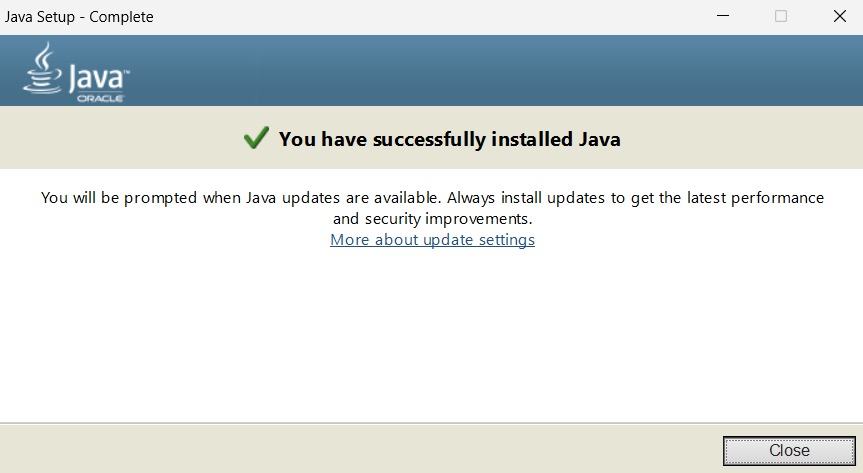 Java Setup - Complete
Java™
ORACLE
You have successfully installed Java
You will be prompted when Java updates are available. Always install updates to get the latest performance
and security improvements.
More about update settings
Close